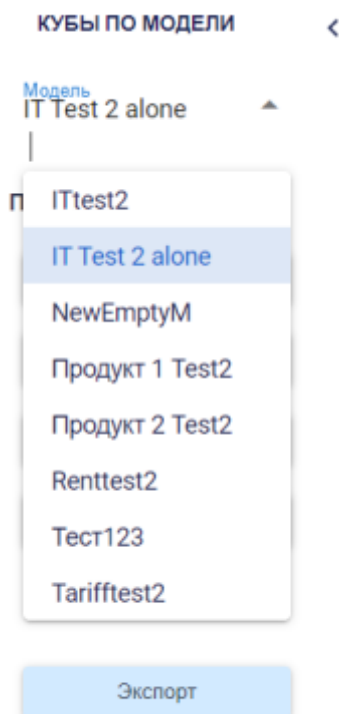 КУБЫ ПО МОДЕЛИ
Модель
IT Test 2 alone
П
ITtest2
IT Test 2 alone
NewEmptyM
Продукт 1 Test2
Продукт 2 Test2
Renttest2
Тест123
Tarifftest2
Экспорт